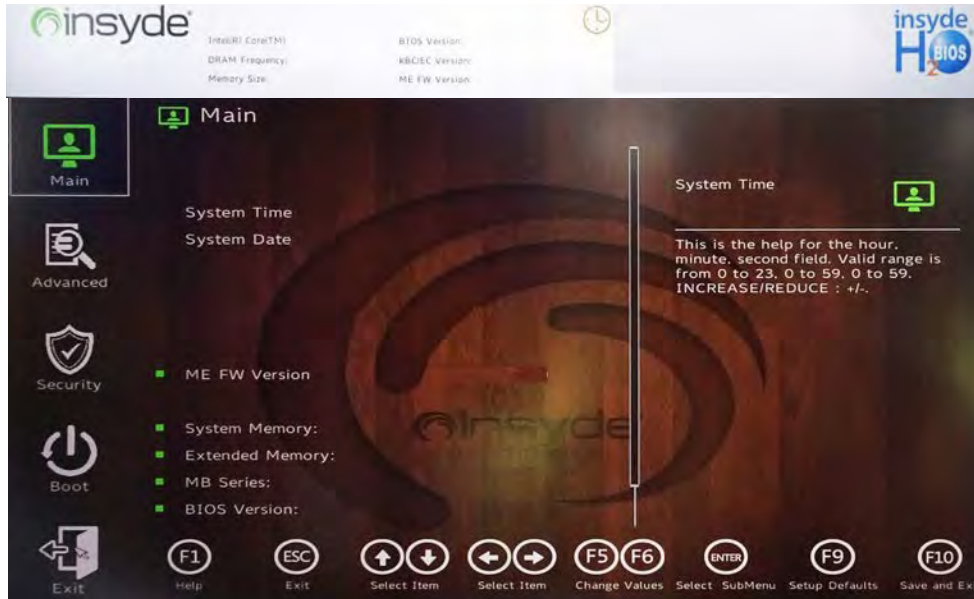 insyde
Intel(R) Core(TM)
BIOS Version:
DRAM Frequency:
KBC/EC Version:
Memory Size:
ME FW Version:
insyde
H2O BIOS
Main
Main
System Time
System Time
System Date
This is the help for the hour,
minute, second field. Valid range is
from 0 to 23, 0 to 59, 0 to 59.
INCREASE/REDUCE : +/-.
Advanced
Security
ME FW Version
System Memory:
insyde
Extended Memory:
MB Series:
Boot
BIOS Version:
F1 ESC F5 F6 ENTER F9 F10
Exit Help Exit Select Item Select Item Change Values Select SubMenu Setup Defaults Save and Ex